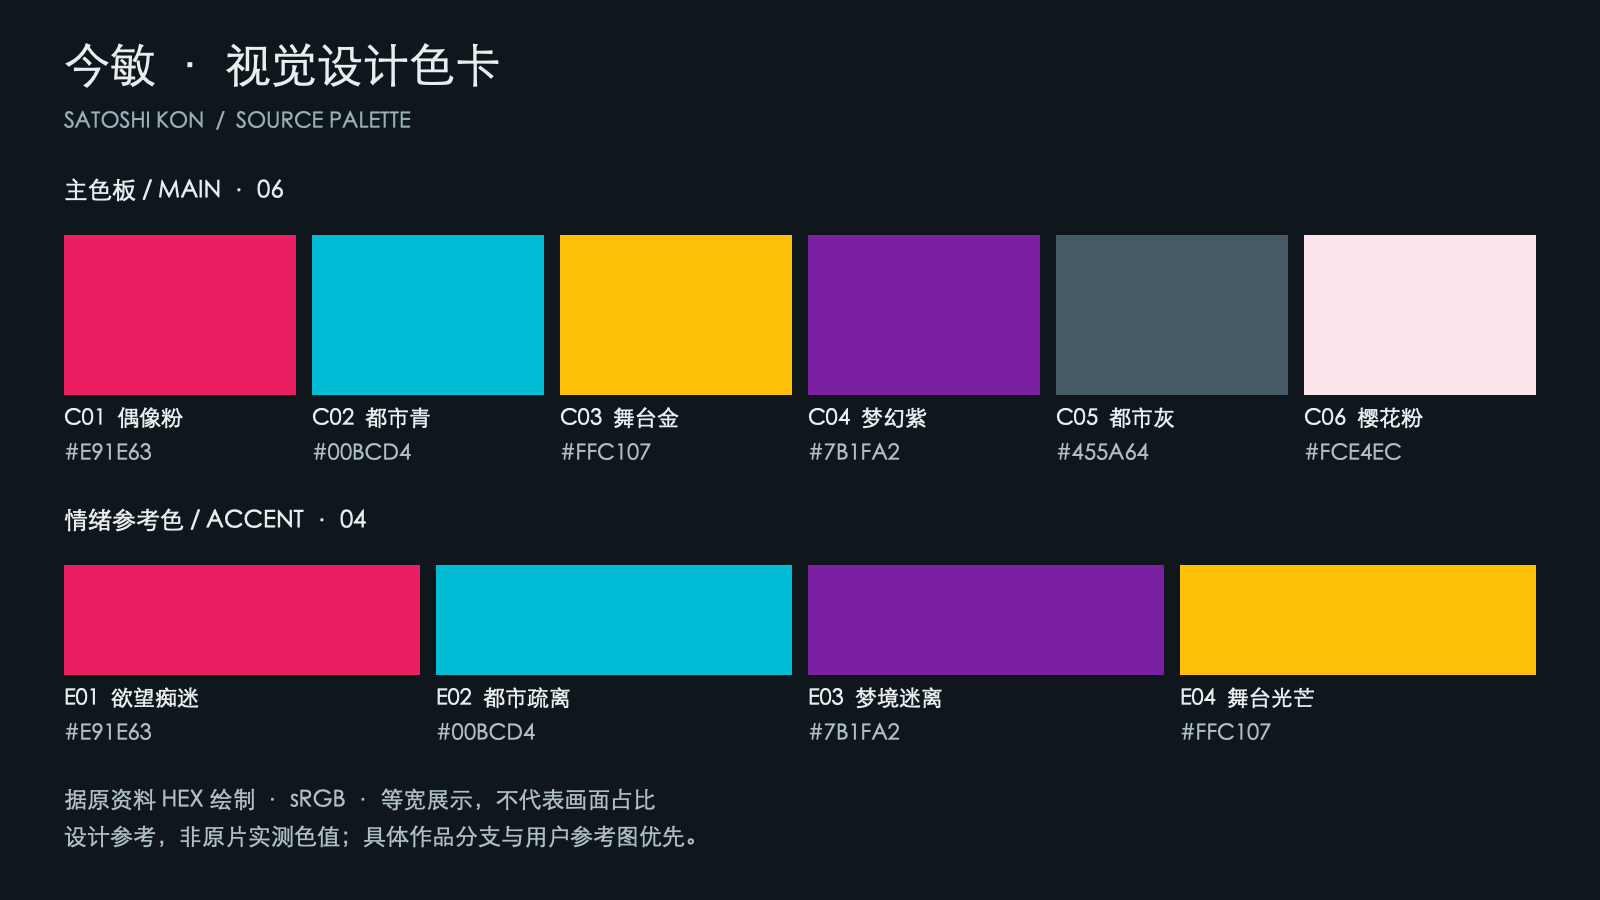 今敏 · 视觉设计色卡
SATOSHI KON / SOURCE PALETTE
主色板 / MAIN · 06
C01 偶像粉
#E91E63
C02 都市青
#00BCD4
C03 舞台金
#FFC107
C04 梦幻紫
#7B1FA2
C05 都市灰
#455A64
C06 樱花粉
#FCE4EC
情绪参考色 / ACCENT · 04
E01 欲望痴迷
#E91E63
E02 都市疏离
#00BCD4
E03 梦境迷离
#7B1FA2
E04 舞台光芒
#FFC107
据原资料 HEX 绘制 · sRGB · 等宽展示，不代表画面占比
设计参考，非原片实测色值；具体作品分支与用户参考图优先。